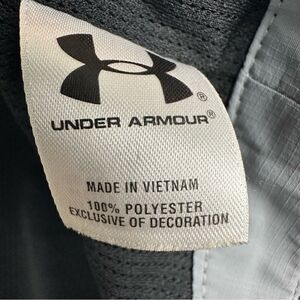 ®
UNDER ARMOUR®
MADE IN VIETNAM
100% POLYESTER
EXCLUSIVE OF DECORATION